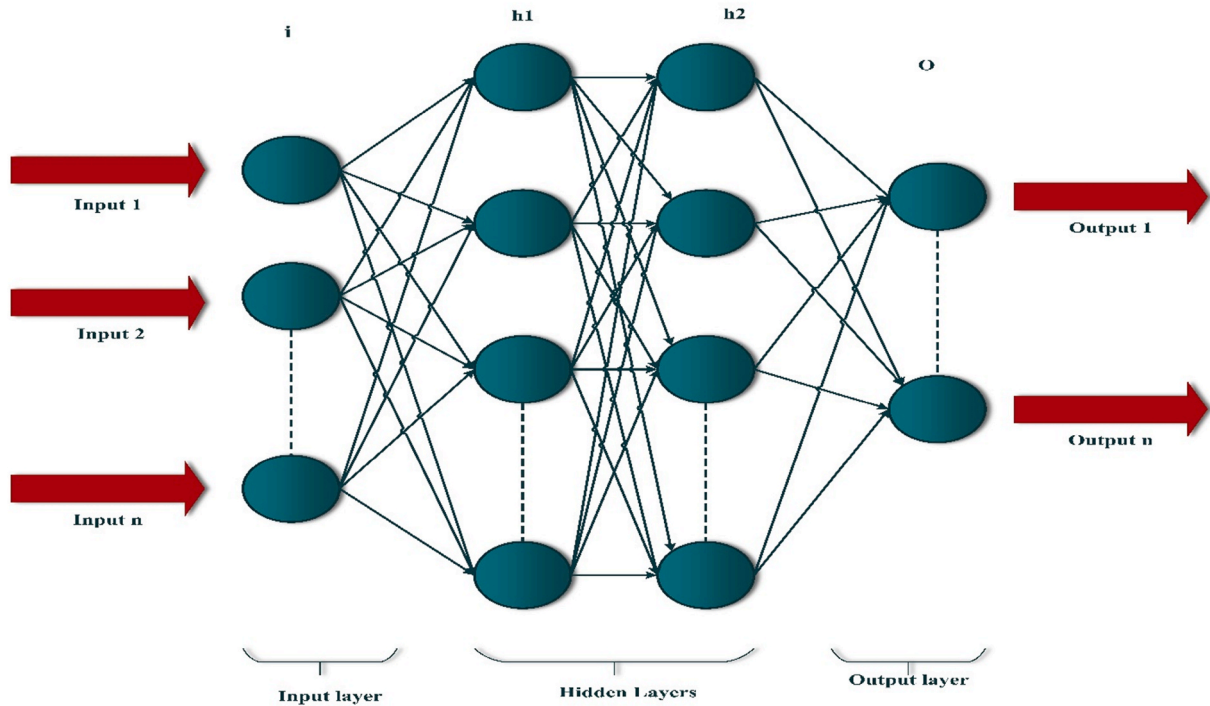 i
h1
h2
O
Input 1
Input 2
Input n
Output 1
Output n
Input layer
Hidden Layers
Output layer